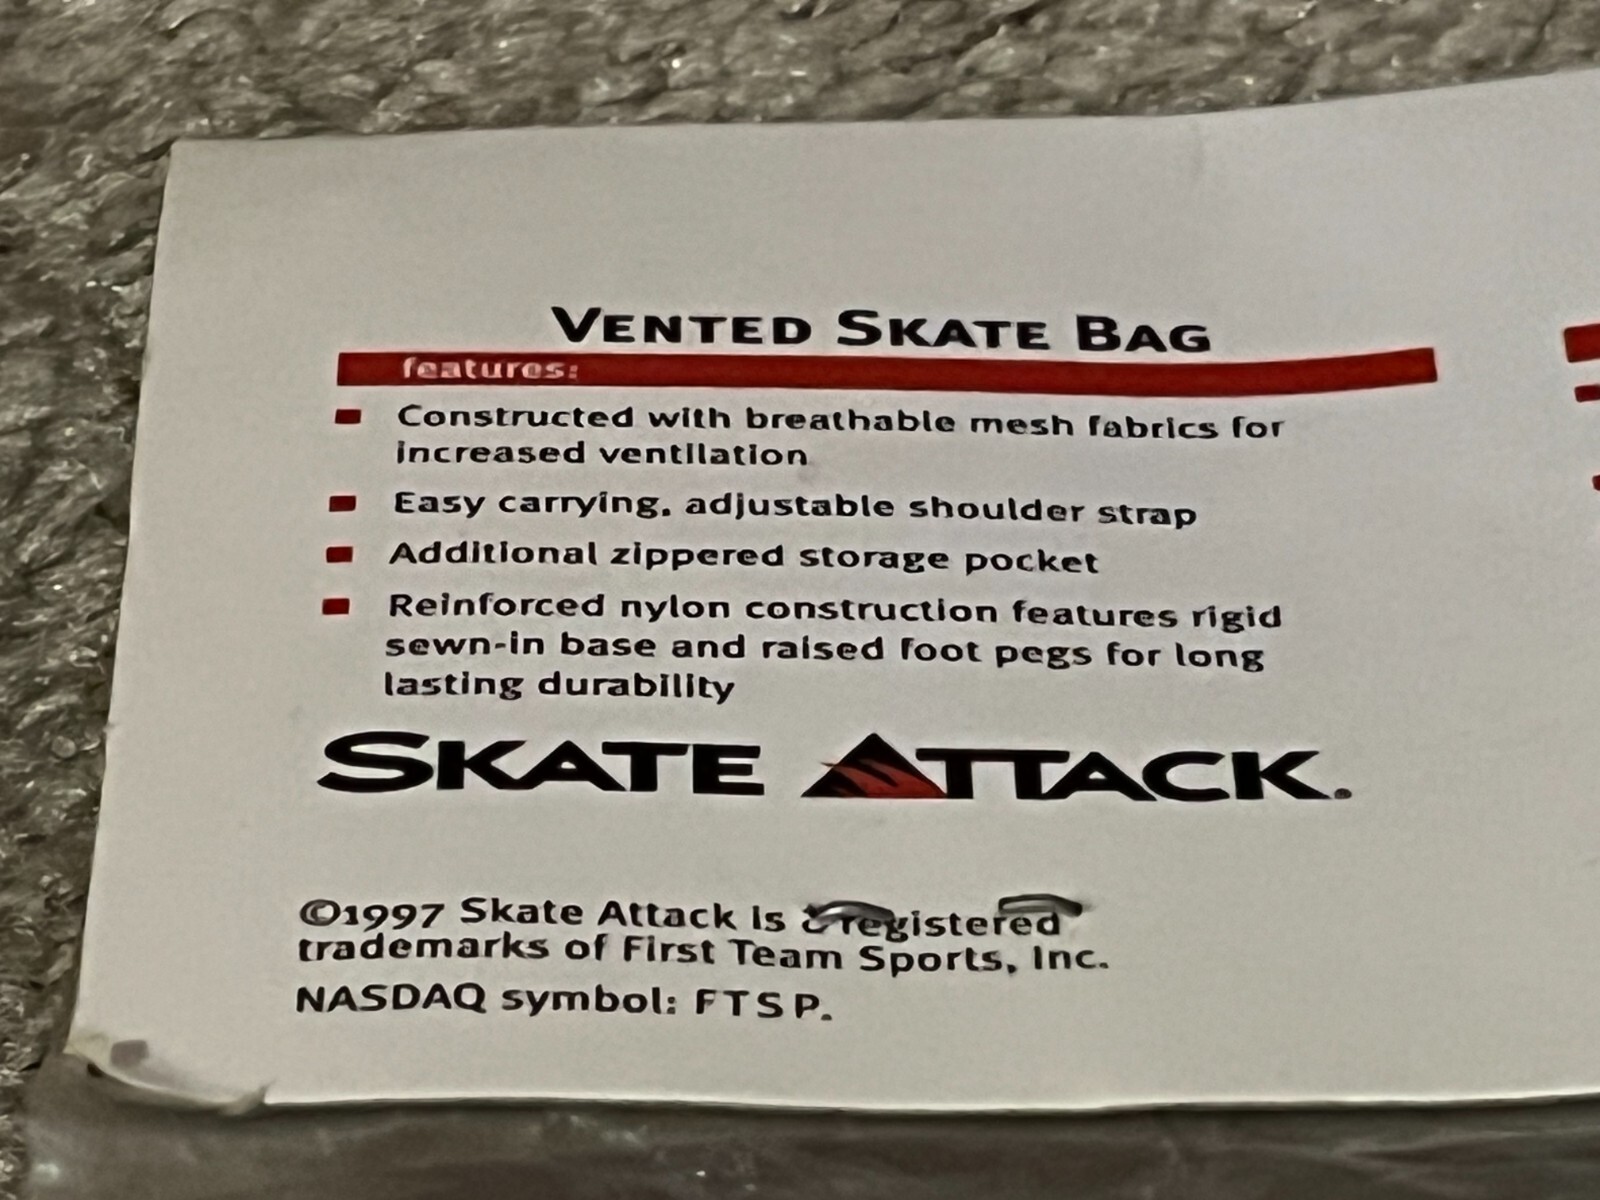 VENTED SKATE BAG
features:
Constructed with breathable mesh fabrics for
increased ventilation
Easy carrying, adjustable shoulder strap
Additional zippered storage pocket
Reinforced nylon construction features rigid
sewn-in base and raised foot pegs for long
lasting durability
SKATE ATTACK®
©1997 Skate Attack is a registered
trademarks of First Team Sports, Inc.
NASDAQ symbol: FTSP.